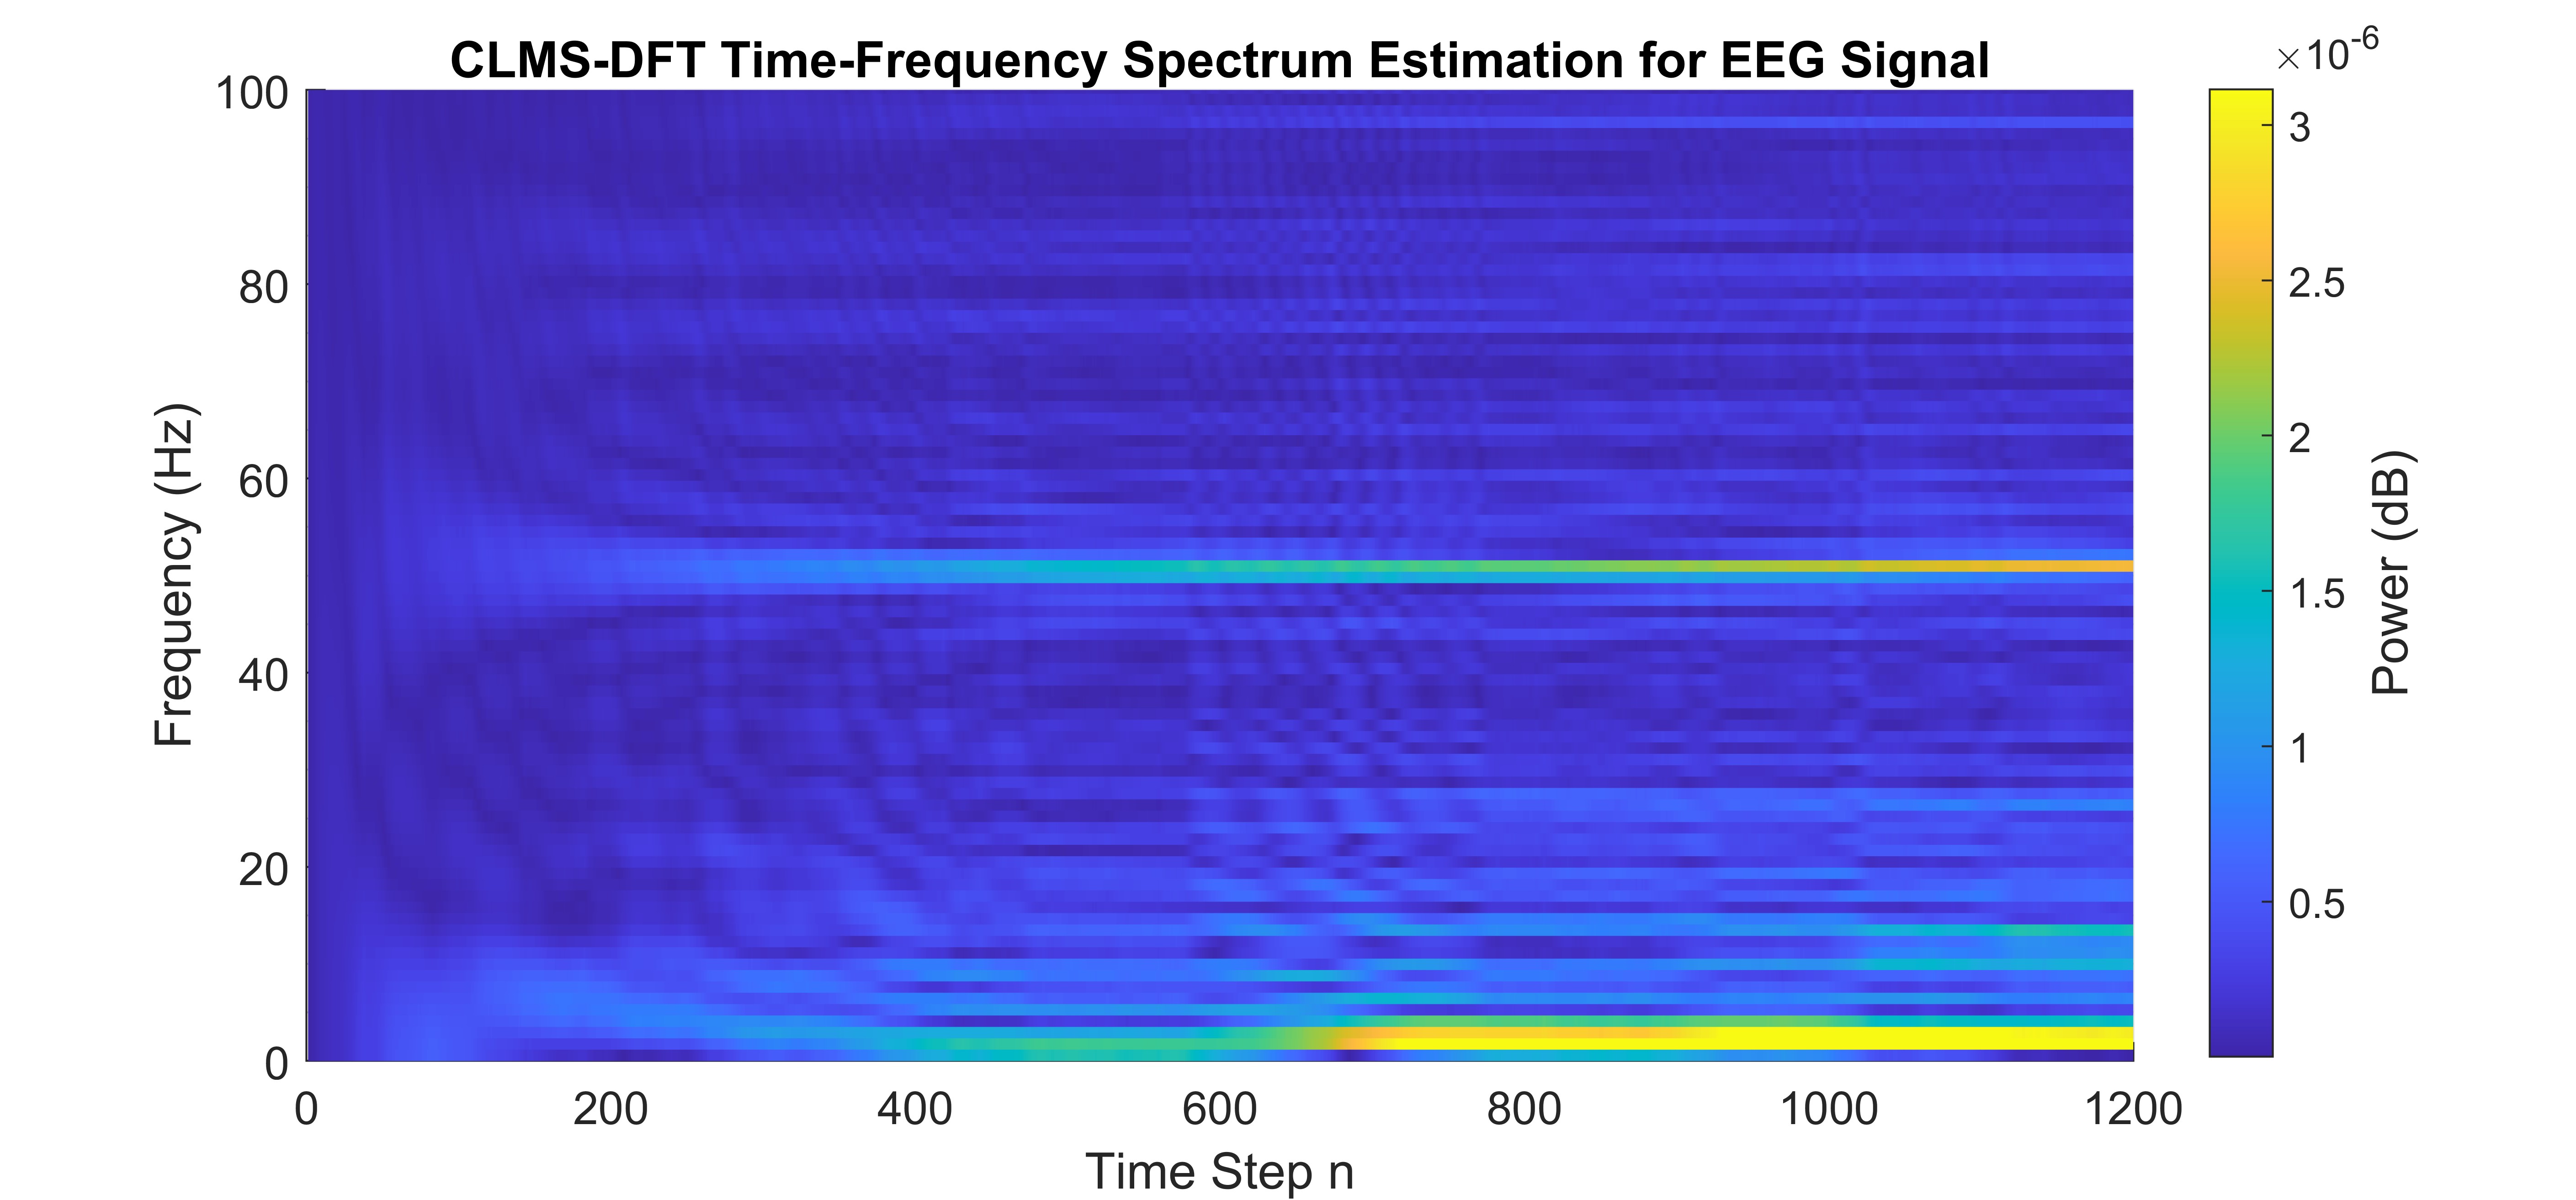 CLMS-DFT Time-Frequency Spectrum Estimation for EEG Signal
×10-6
100
80
60
40
20
0
Frequency (Hz)
0 200 400 600 800 1000 1200
Time Step n
3
2.5
2
1.5
1
0.5
Power (dB)